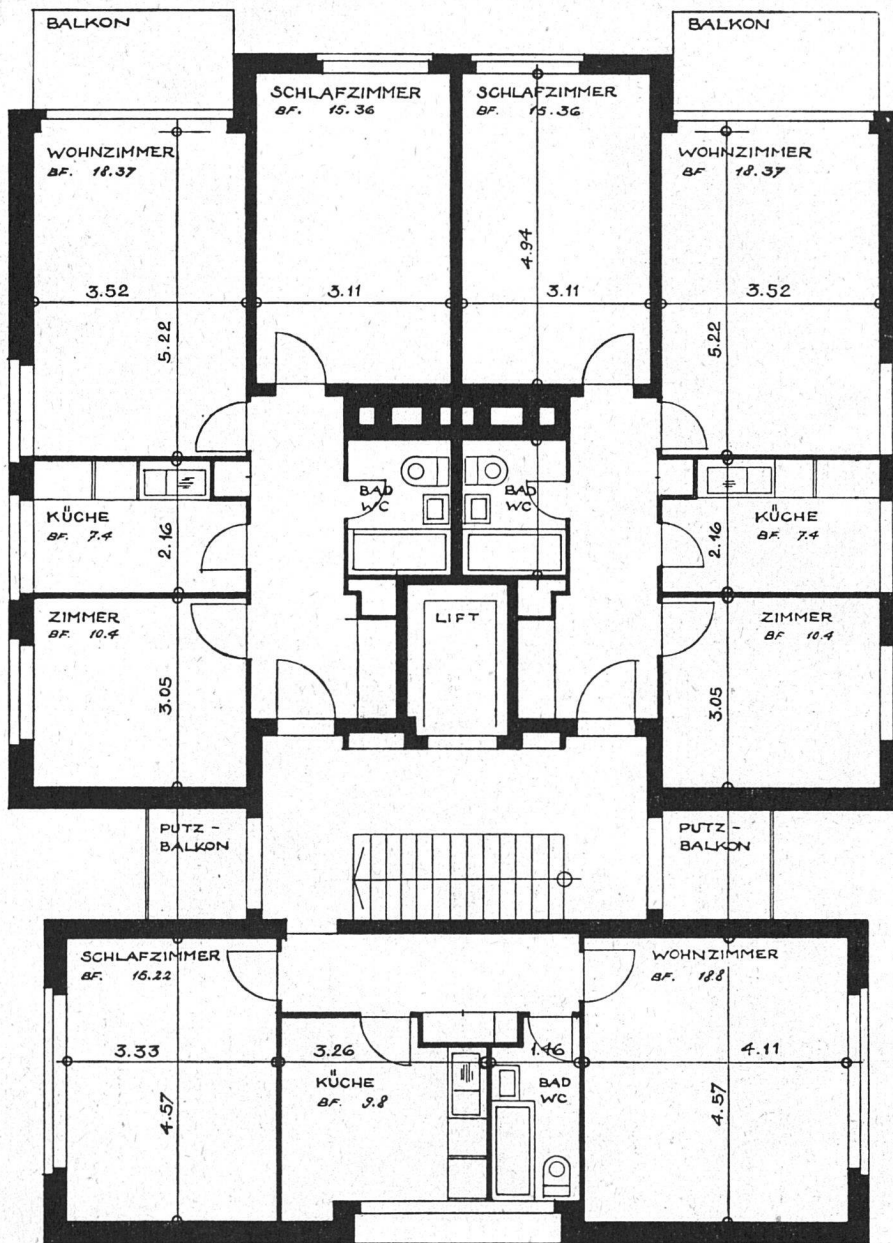 BALKON
BALKON
SCHLAFZIMMER
BF. 15.36
SCHLAFZIMMER
BF. 15.36
WOHNZIMMER
BF. 18.37
WOHNZIMMER
BF 18.37
4.94
3.52
3.11
3.11
3.52
5.22
5.22
BAD
WC
BAD
WC
KÜCHE
BF. 7.4
2.16
KÜCHE
BF. 7.4
2.16
ZIMMER
BF. 10.4
LIFT
ZIMMER
BF 10.4
3.05
3.05
PUTZ-
BALKON
PUTZ-
BALKON
SCHLAFZIMMER
BF. 15.22
WOHNZIMMER
BF. 18.8
3.33
3.26
1.46
4.11
KÜCHE
BF. 9.8
BAD
WC
4.57
4.57